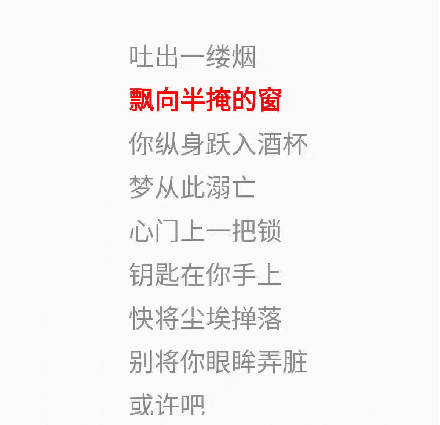 吐出一缕烟
飘向半掩的窗
你纵身跃入酒杯
梦从此溺亡
心门上一把锁
钥匙在你手上
快将尘埃掸落
别将你眼眸弄脏
或许吧